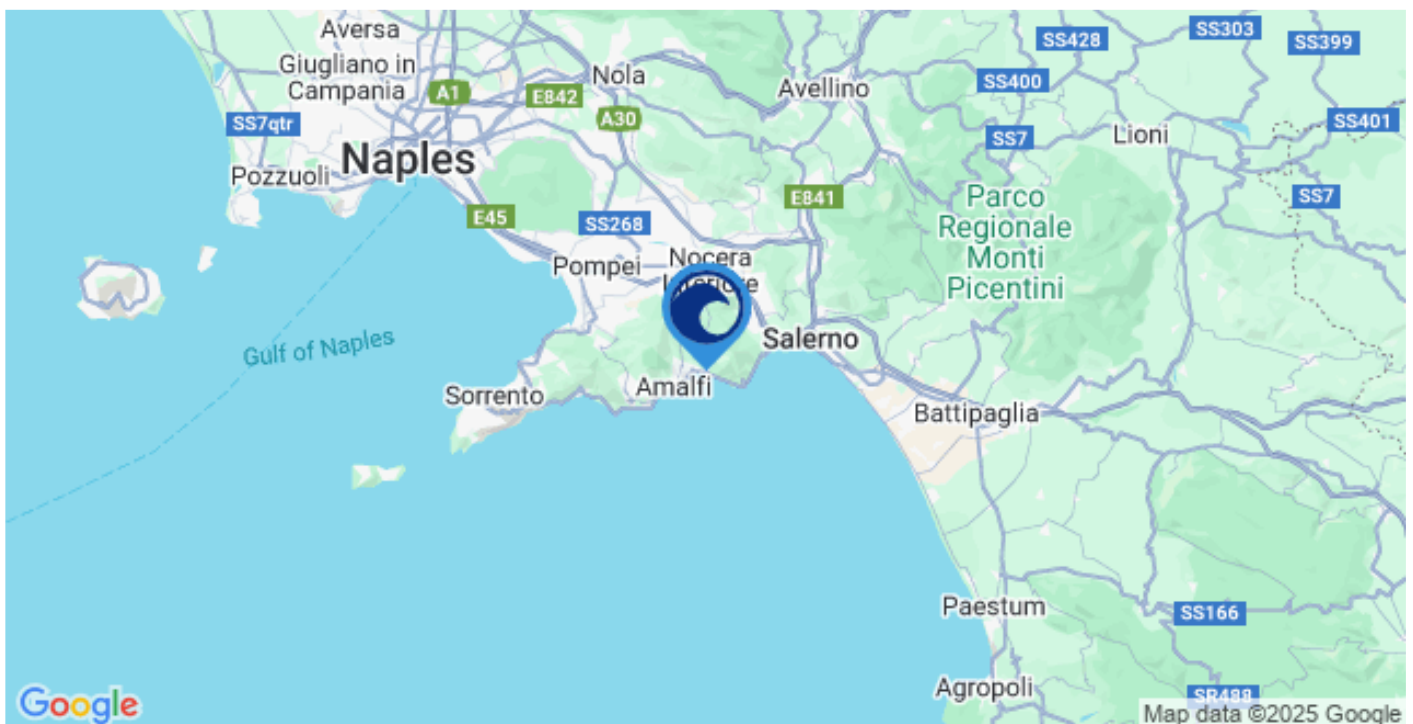 Aversa
SS428
SS303
SS399
Giugliano in
Campania
A1
Nola
E842
Avellino
SS400
SS7qtr
A30
SS7
Lioni
SS401
Naples
Pozzuoli
E45
SS268
E841
Parco
Regionale
Monti
Picentini
SS7
Pompei
Nocera
Inferiore
Gulf of Naples
Salerno
Sorrento
Amalfi
Battipaglia
Paestum
SS166
Agropoli
SR488
Google
Map data ©2025 Google